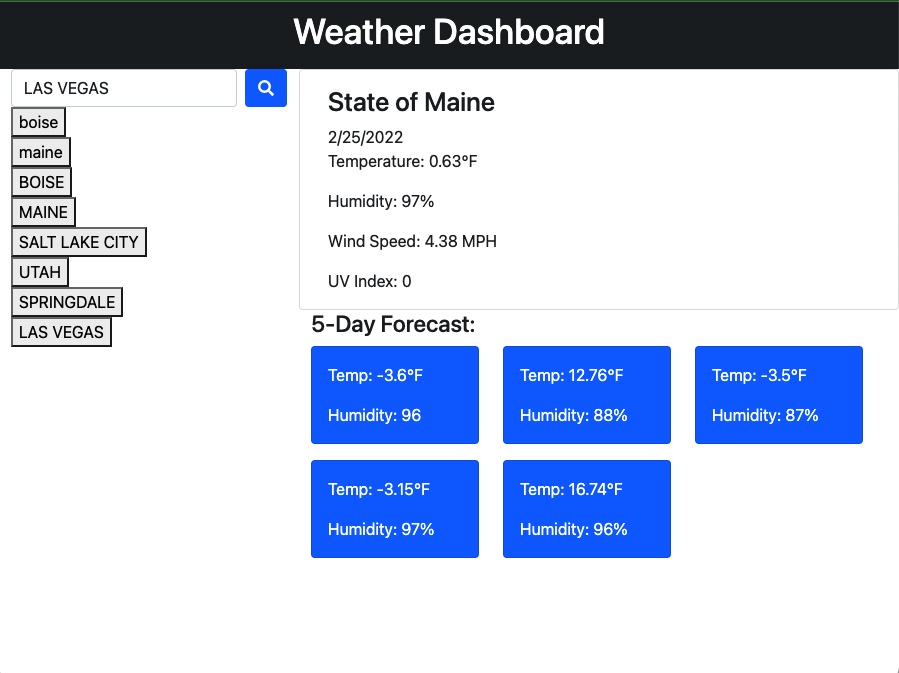 Weather Dashboard
LAS VEGAS
boise
maine
BOISE
MAINE
SALT LAKE CITY
UTAH
SPRINGDALE
LAS VEGAS
State of Maine
2/25/2022
Temperature: 0.63°F
Humidity: 97%
Wind Speed: 4.38 MPH
UV Index: 0
5-Day Forecast:
Temp: -3.6°F
Humidity: 96
Temp: 12.76°F
Humidity: 88%
Temp: -3.5°F
Humidity: 87%
Temp: -3.15°F
Humidity: 97%
Temp: 16.74°F
Humidity: 96%